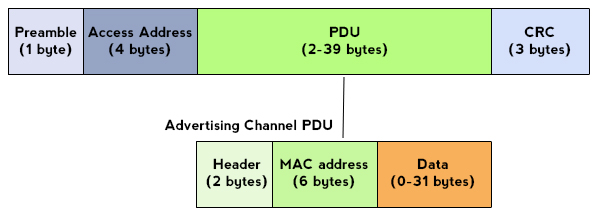 Preamble
(1 byte)
Access Address
(4 bytes)
PDU
(2-39 bytes)
CRC
(3 bytes)
Advertising Channel PDU
Header
(2 bytes)
MAC address
(6 bytes)
Data
(0-31 bytes)